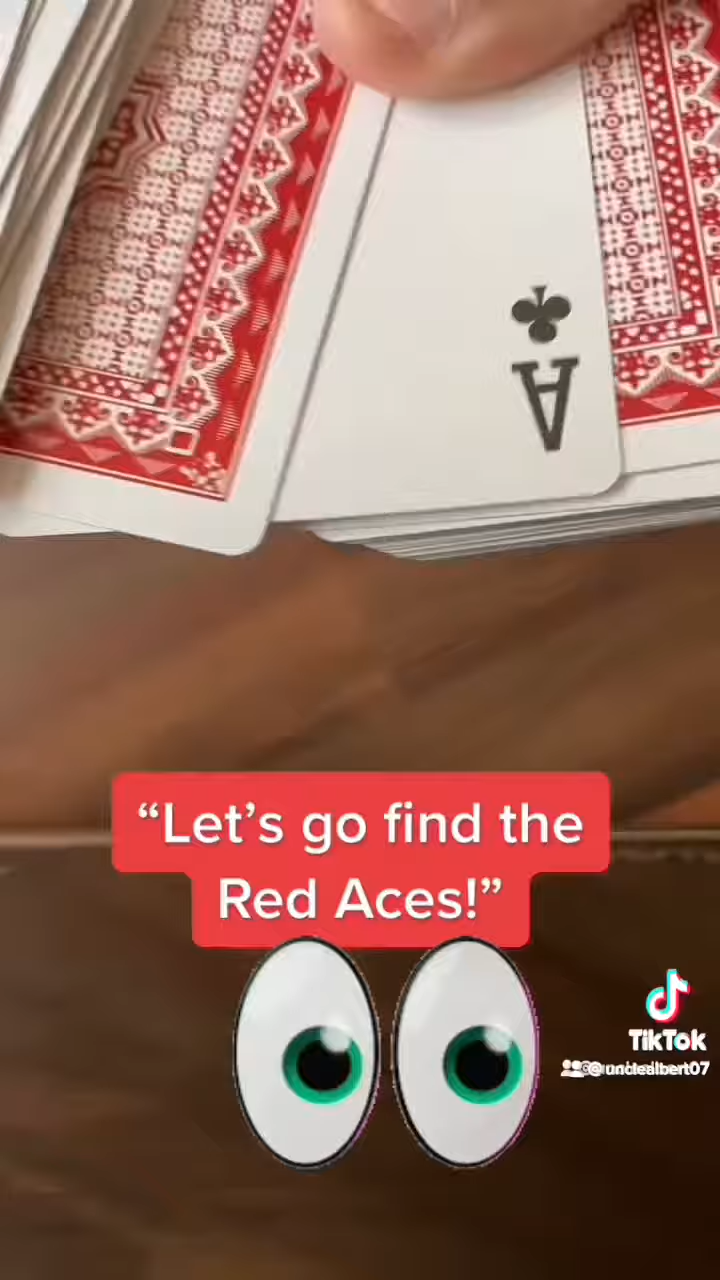 A
“Let’s go find the
Red Aces!”
TikTok
@unclealbert07